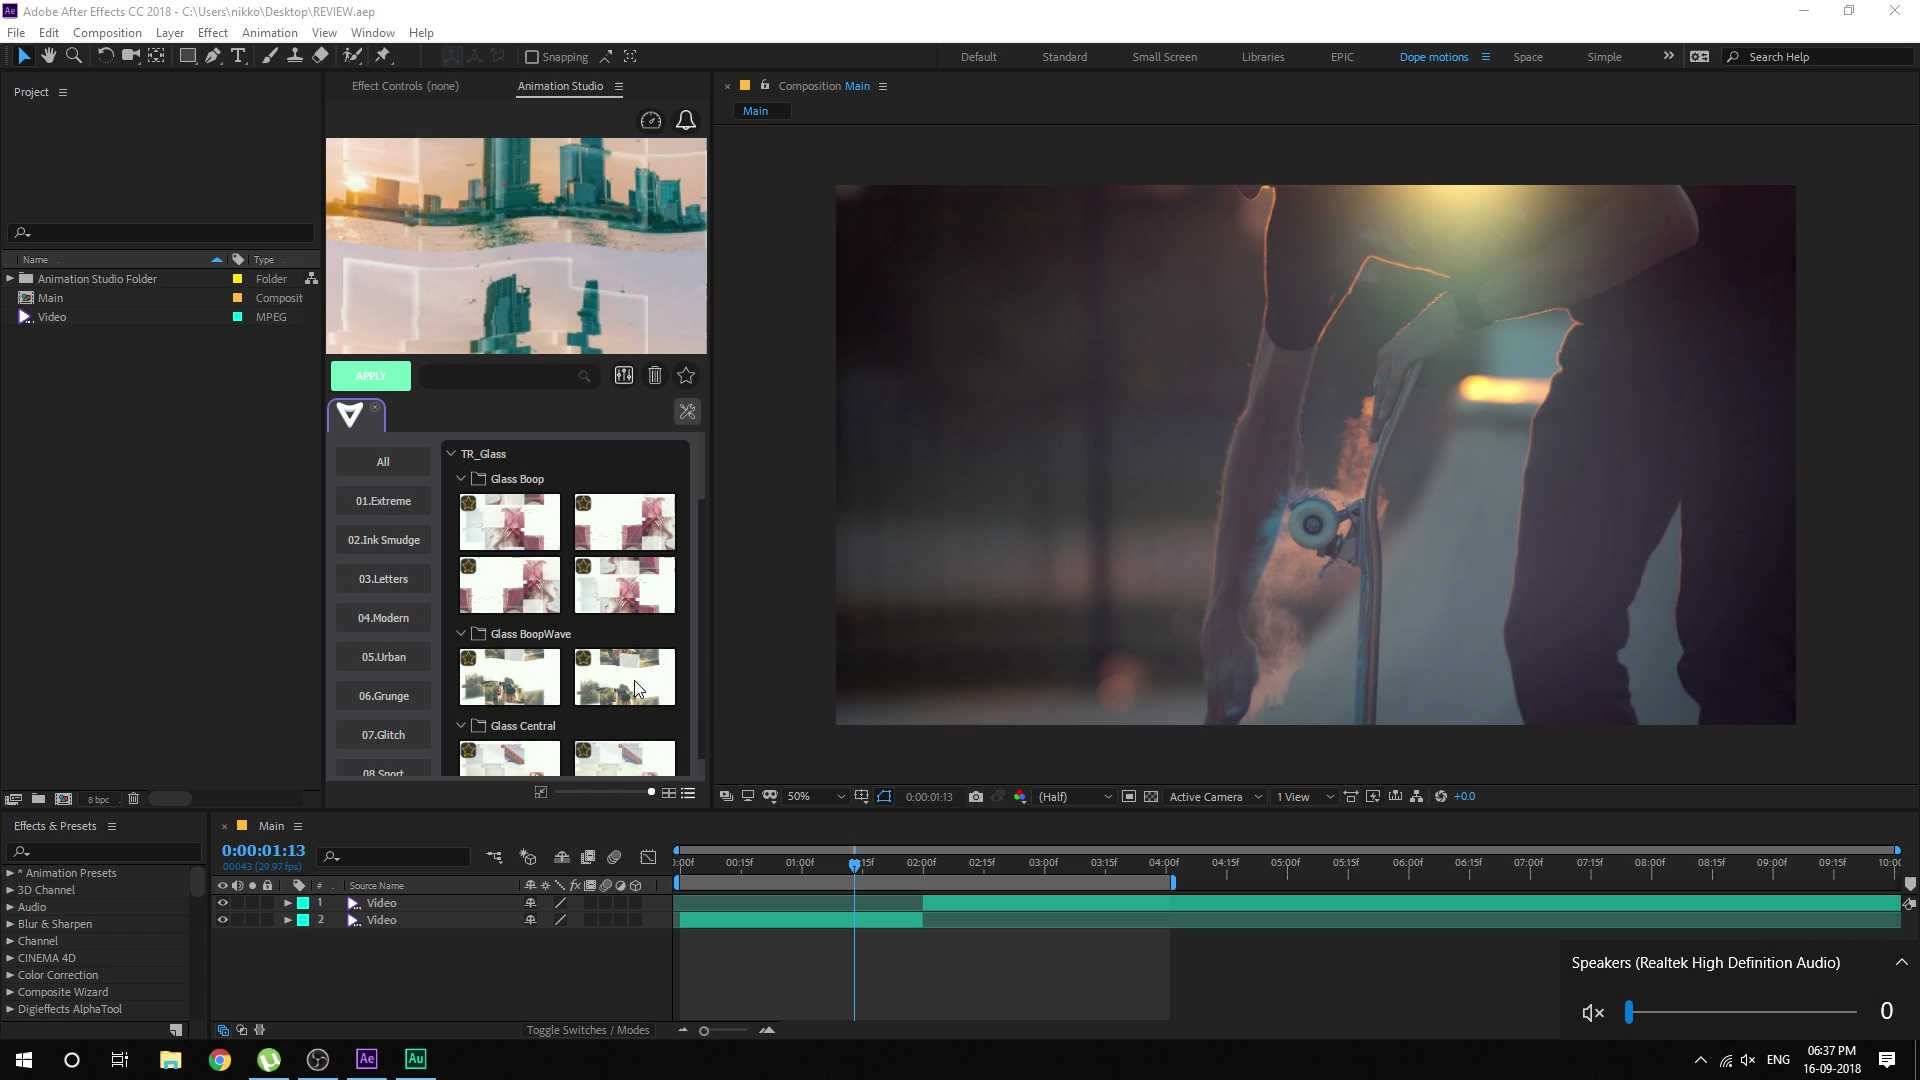 Ae Adobe After Effects CC 2018 - C:\Users\nikko\Desktop\REVIEW.aep
File Edit Composition Layer Effect Animation View Window Help
Snapping
Default Standard Small Screen Libraries EPIC Dope motions Space Simple Search Help
Project
Effect Controls (none) Animation Studio
Composition Main
Main
Name Type
Animation Studio Folder Folder
Main Composit
Video MPEG
APPLY
All
01.Extreme
02.Ink Smudge
03.Letters
04.Modern
05.Urban
06.Grunge
07.Glitch
08.Sport
TR_Glass
Glass Boop
Glass BoopWave
Glass Central
8 bpc
50% 0:00:01:13 (Half) Active Camera 1 View +0.0
Effects & Presets
* Animation Presets
3D Channel
Audio
Blur & Sharpen
Channel
CINEMA 4D
Color Correction
Composite Wizard
Digieffects AlphaTool
Main
0:00:01:13
00043 (29.97 fps)
:00f 00:15f 01:00f 15f 02:00f 02:15f 03:00f 03:15f 04:00f 04:15f 05:00f 05:15f 06:00f 06:15f 07:00f 07:15f 08:00f 08:15f 09:00f 09:15f 10:00
# Source Name fx
1 Video
2 Video
Toggle Switches / Modes
Speakers (Realtek High Definition Audio)
0
Ae Au
ENG
06:37 PM
16-09-2018